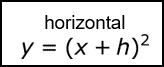 horizontal
y = (x + h)²